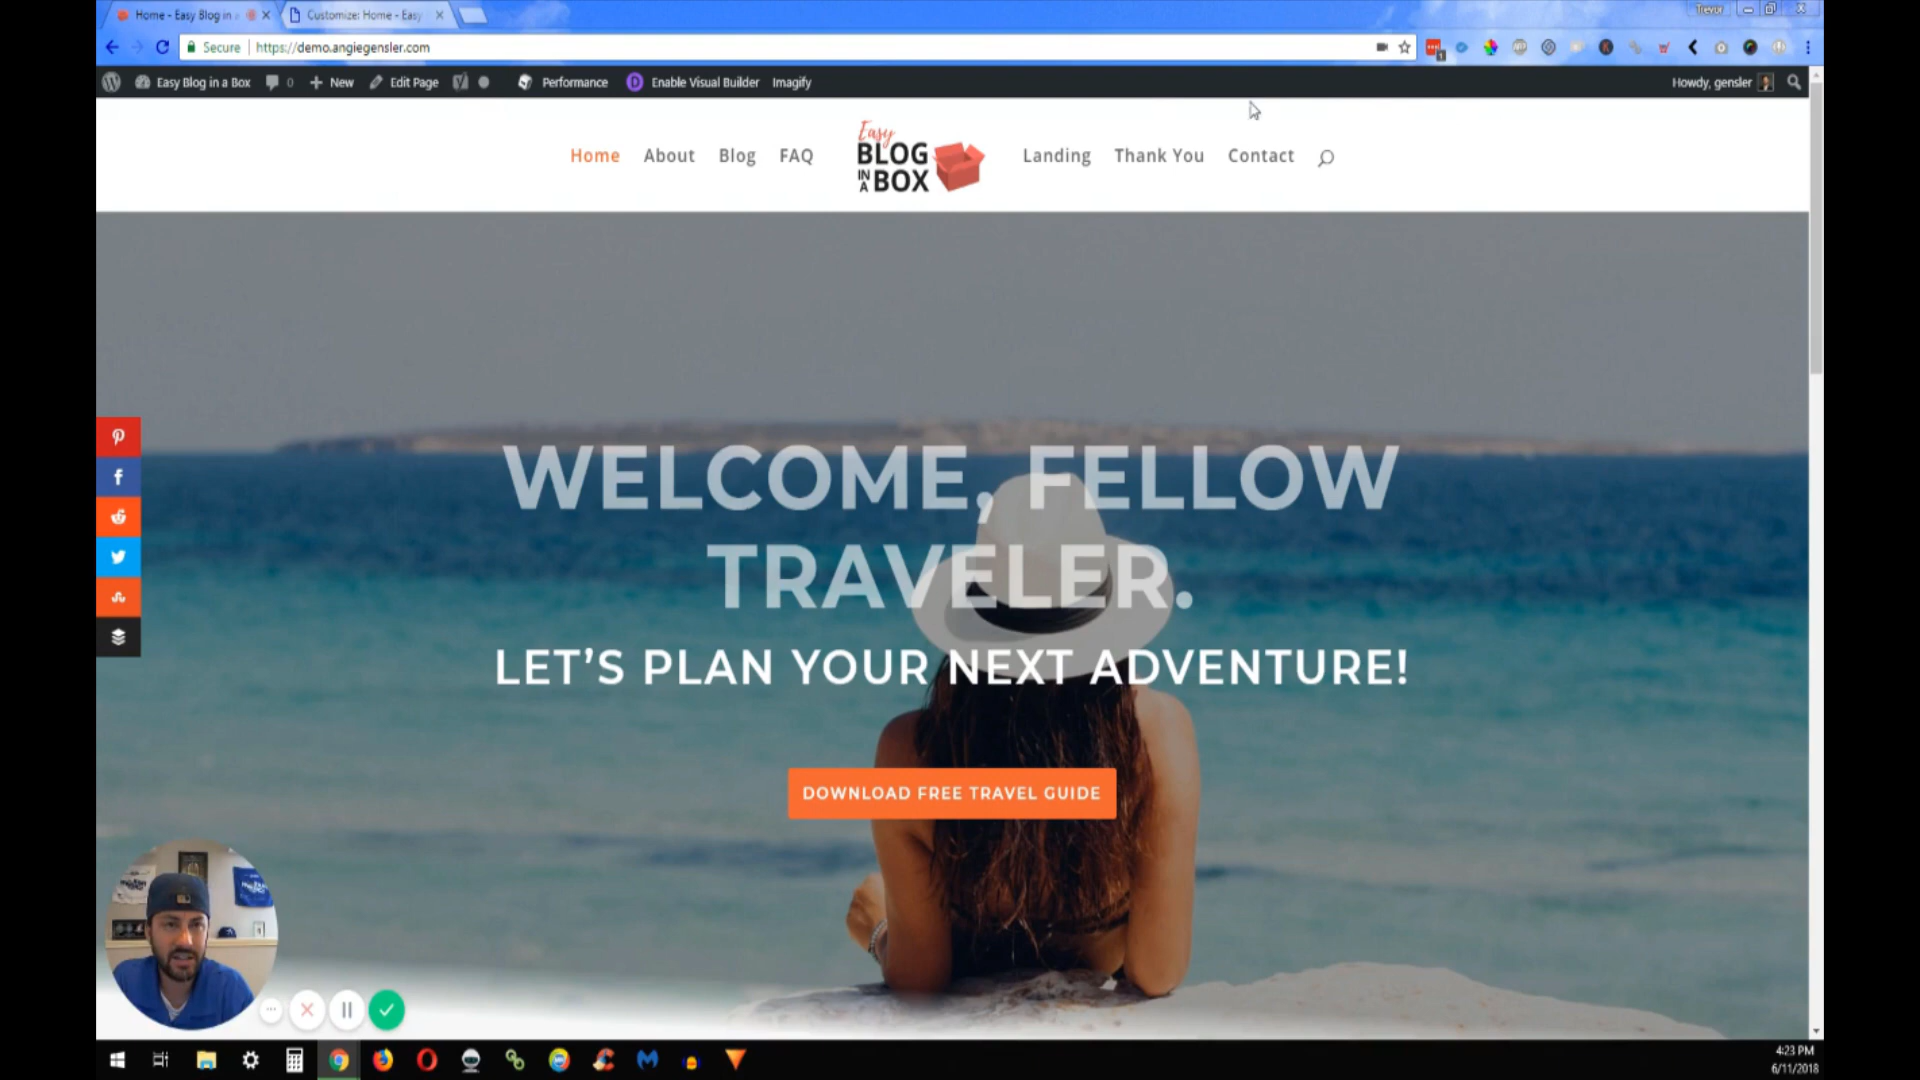 Home - Easy Blog in a
Customize: Home - Easy
Trevor
Secure
https://demo.angiegensler.com
1
Easy Blog in a Box
0
New
Edit Page
Performance
D
Enable Visual Builder
Imagify
Howdy, gensler
Home
About
Blog
FAQ
Easy
BLOG
IN A BOX
Landing
Thank You
Contact
WELCOME, FELLOW
TRAVELER.
LET'S PLAN YOUR NEXT ADVENTURE!
DOWNLOAD FREE TRAVEL GUIDE
4:23 PM
6/11/2018